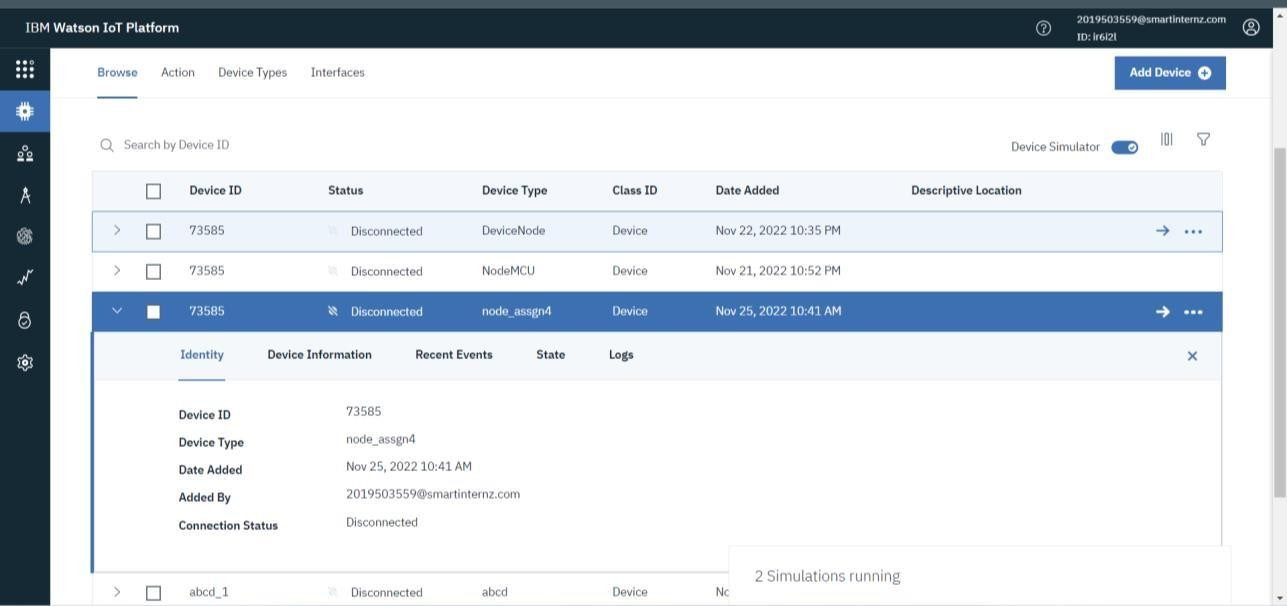 IBM Watson IoT Platform
2019503559@smartinternz.com
ID: ir6l2l
Browse Action Device Types Interfaces
Add Device
Search by Device ID
Device Simulator
Device ID Status Device Type Class ID Date Added Descriptive Location
73585 Disconnected DeviceNode Device Nov 22, 2022 10:35 PM
73585 Disconnected NodeMCU Device Nov 21, 2022 10:52 PM
73585 Disconnected node_assgn4 Device Nov 25, 2022 10:41 AM
Identity Device Information Recent Events State Logs
Device ID 73585
Device Type node_assgn4
Date Added Nov 25, 2022 10:41 AM
Added By 2019503559@smartinternz.com
Connection Status Disconnected
abcd_1 Disconnected abcd Device
2 Simulations running